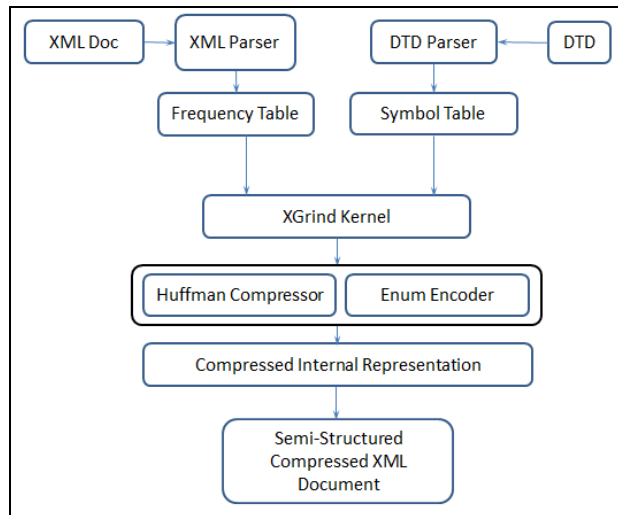 XML Doc
XML Parser
DTD Parser
DTD
Frequency Table
Symbol Table
XGrind Kernel
Huffman Compressor
Enum Encoder
Compressed Internal Representation
Semi-Structured
Compressed XML
Document